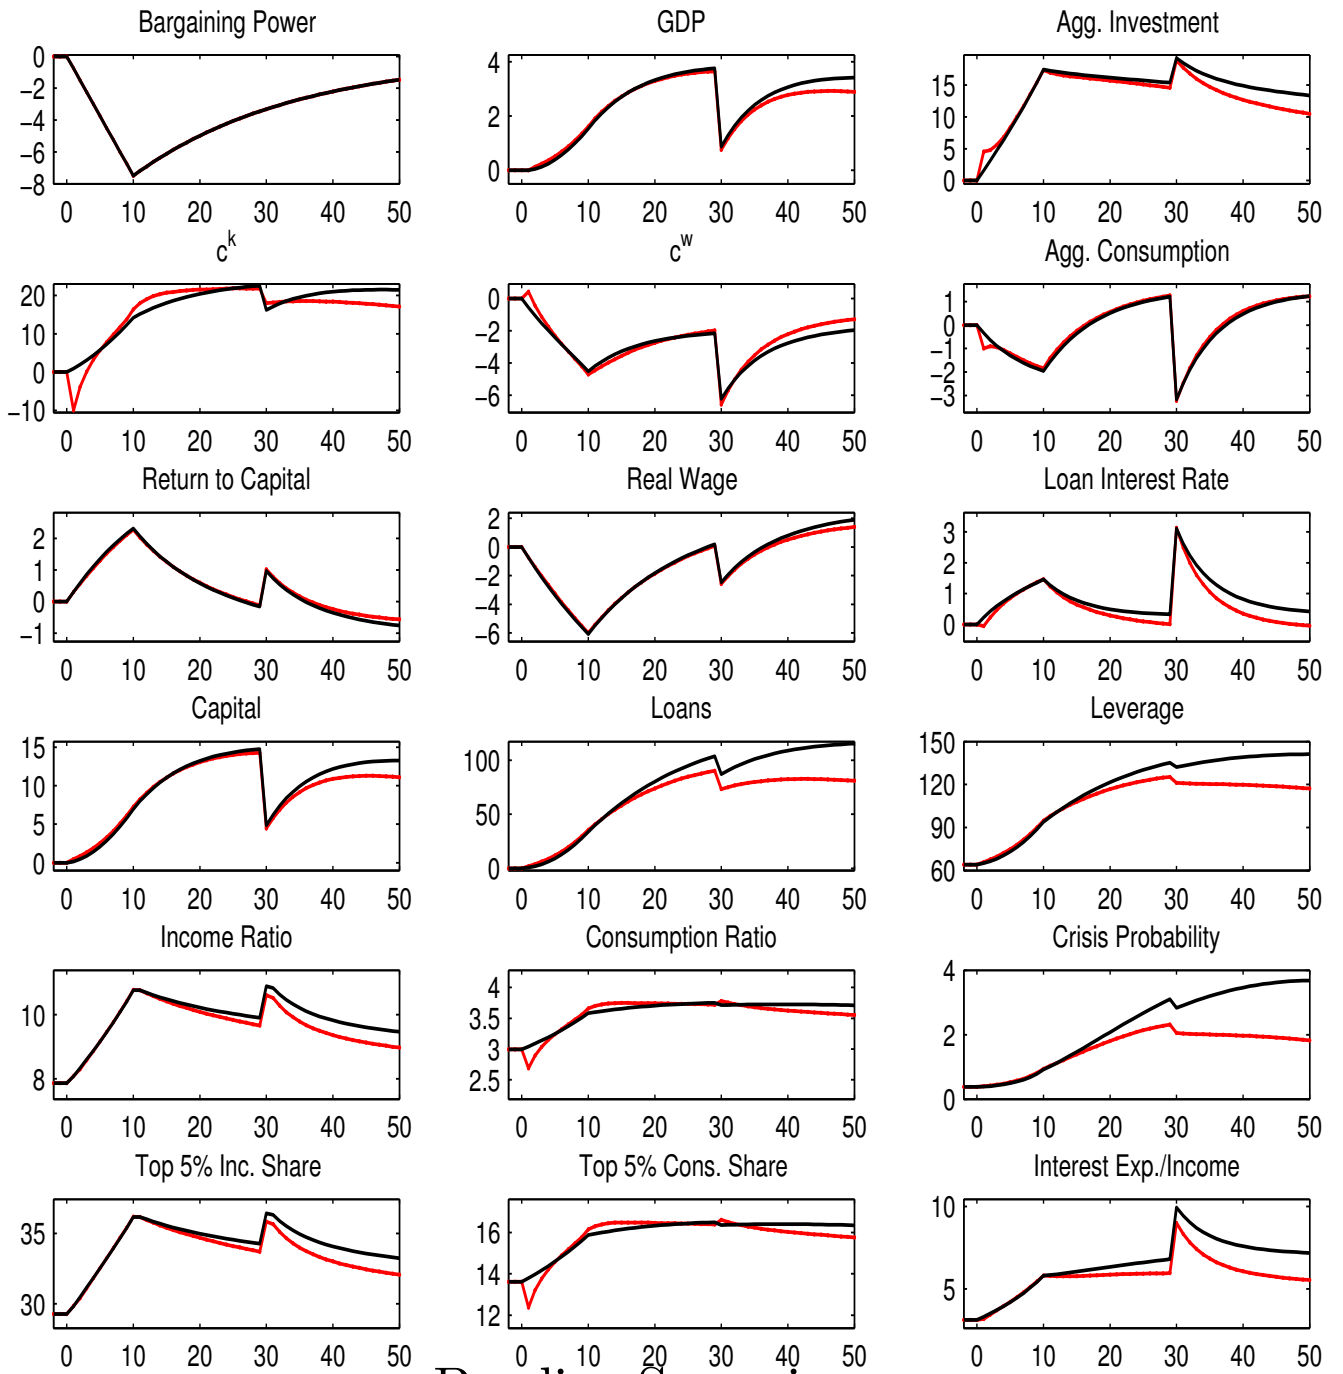 Bargaining Power GDP Agg. Investment
0 -2 -4 -6 -8
4 2 0
15 10 5 0
0 10 20 30 40 50 0 10 20 30 40 50 0 10 20 30 40 50
c^k c^w Agg. Consumption
20 10 0 −10
0 −2 −4 −6
1 0 −1 −2 −3
0 10 20 30 40 50 0 10 20 30 40 50 0 10 20 30 40 50
Return to Capital Real Wage Loan Interest Rate
2 1 0 −1
2 0 −2 −4 −6
3 2 1 0
0 10 20 30 40 50 0 10 20 30 40 50 0 10 20 30 40 50
Capital Loans Leverage
15 10 5 0
100 50 0
150 120 90 60
0 10 20 30 40 50 0 10 20 30 40 50 0 10 20 30 40 50
Income Ratio Consumption Ratio Crisis Probability
10 8
4 3.5 3 2.5
4 2 0
0 10 20 30 40 50 0 10 20 30 40 50 0 10 20 30 40 50
Top 5% Inc. Share Top 5% Cons. Share Interest Exp./Income
35 30
16 14 12
10 5
0 10 20 30 40 50 0 10 20 30 40 50 0 10 20 30 40 50